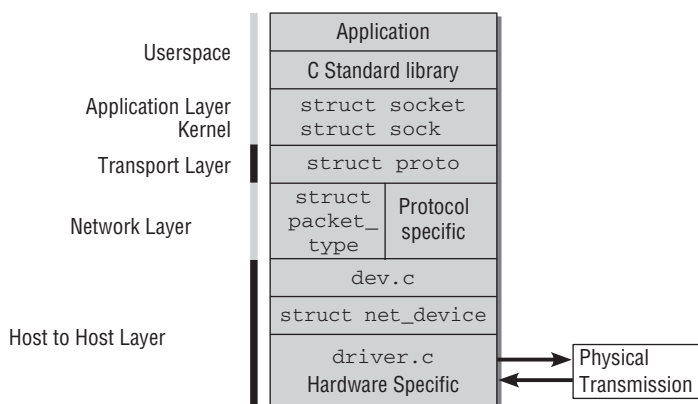 Userspace
Application
C Standard library
Application Layer
Kernel
struct socket
struct sock
Transport Layer
struct proto
Network Layer
struct
packet_
type
Protocol
specific
dev.c
struct net_device
Host to Host Layer
driver.c
Hardware Specific
Physical
Transmission